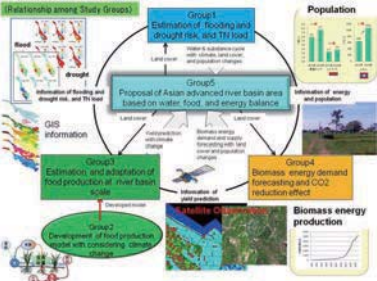 (Relationship among Study Groups)
Group1
Estimation of flooding and
drought risk, and TN load
Population
flood
drought
Information of flooding and
drought risk, and TN load
Land cover
Water & substance cycle
with climate, land cover, and
population changes
Group5
Proposal of Asian advanced river basin area
based on water, food, and energy balance
Information of energy
and population
GIS
information
Land cover
Yield prediction
with climate
change
Biomass energy
demand and supply
forecasting with land
cover and population
changes
Land cover
Group3
Estimation, and adaptation of
food production at river basin
scale
Group4
Biomass energy demand
forecasting and CO2
reduction effect
Information of
yield prediction
Developed model
Group2
Development of food production
model with considering climate
change
Biomass energy
production